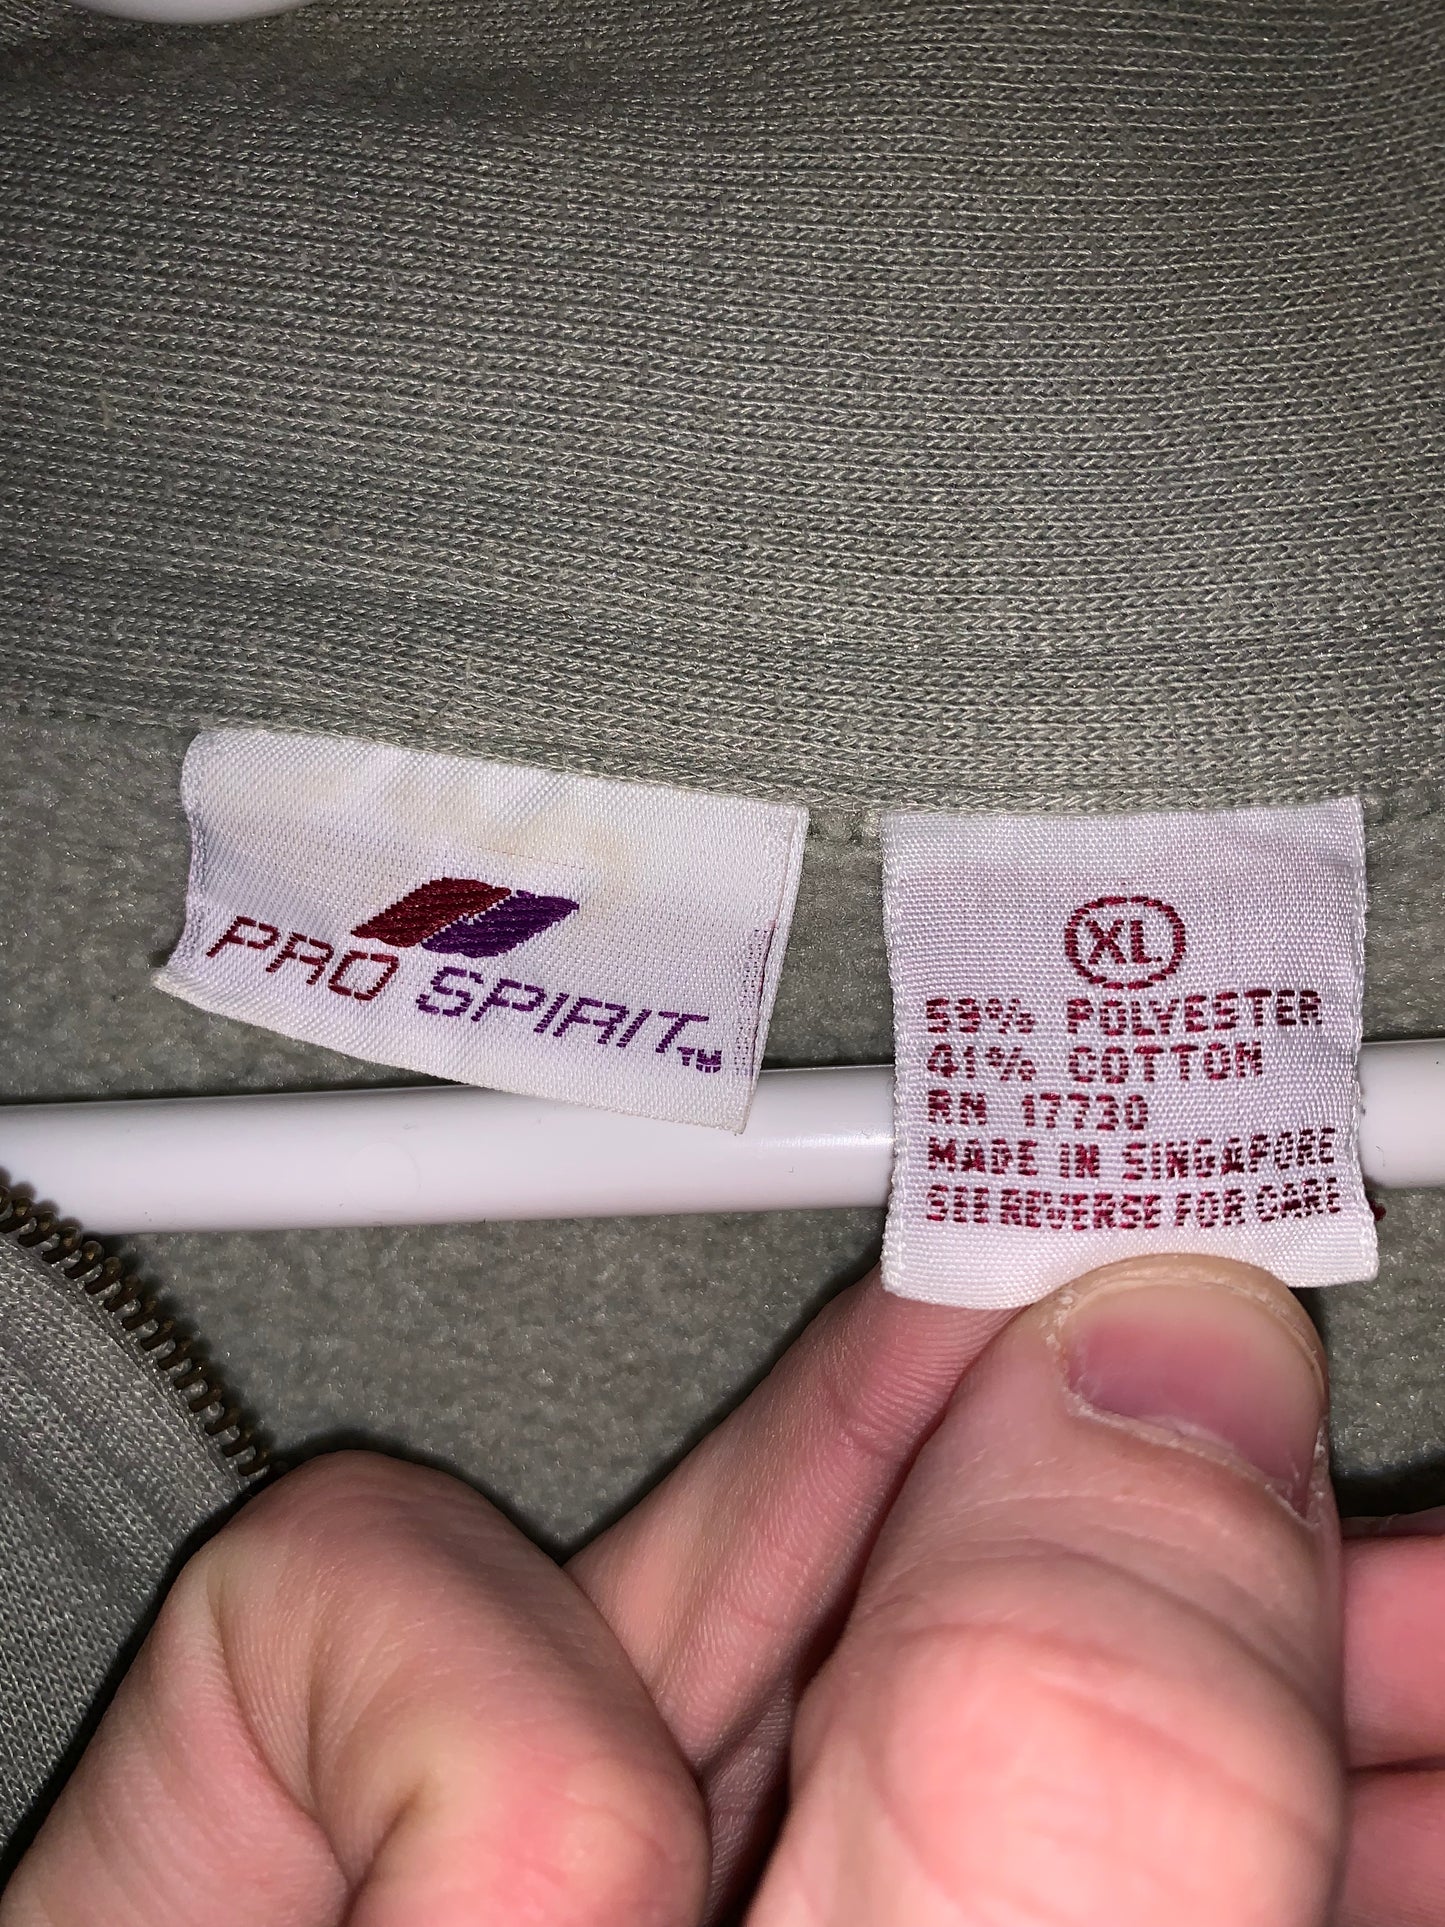 PRO SPIRIT™
XL
59% POLYESTER
41% COTTON
RN 17730
MADE IN SINGAPORE
SEE REVERSE FOR CARE